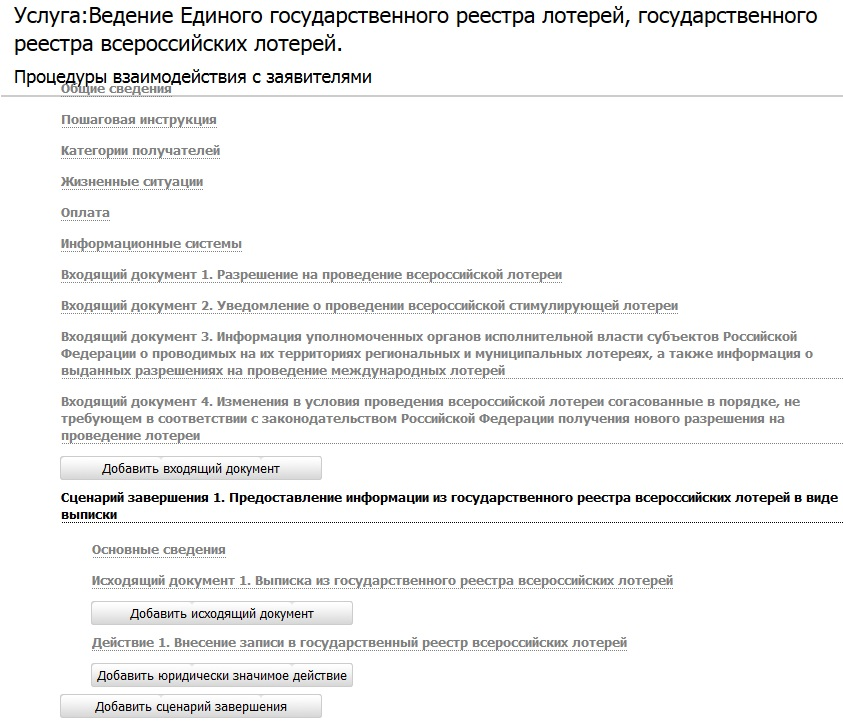 Услуга:Ведение Единого государственного реестра лотерей, государственного
реестра всероссийских лотерей.
Процедуры взаимодействия с заявителями
Общие сведения
Пошаговая инструкция
Категории получателей
Жизненные ситуации
Оплата
Информационные системы
Входящий документ 1. Разрешение на проведение всероссийской лотереи
Входящий документ 2. Уведомление о проведении всероссийской стимулирующей лотереи
Входящий документ 3. Информация уполномоченных органов исполнительной власти субъектов Российской
Федерации о проводимых на их территориях региональных и муниципальных лотереях, а также информация о
выданных разрешениях на проведение международных лотерей
Входящий документ 4. Изменения в условия проведения всероссийской лотереи согасованные в порядке, не
требующем в соответствии с законодательством Российской Федерации получения нового разрешения на
проведение лотереи
Добавить входящий документ
Сценарий завершения 1. Предоставление информации из государственного реестра всероссийских лотерей в виде
выписки
Основные сведения
Исходящий документ 1. Выписка из государственного реестра всероссийских лотерей
Добавить исходящий документ
Действие 1. Внесение записи в государственный реестр всероссийских лотерей
Добавить юридически значимое действие
Добавить сценарий завершения